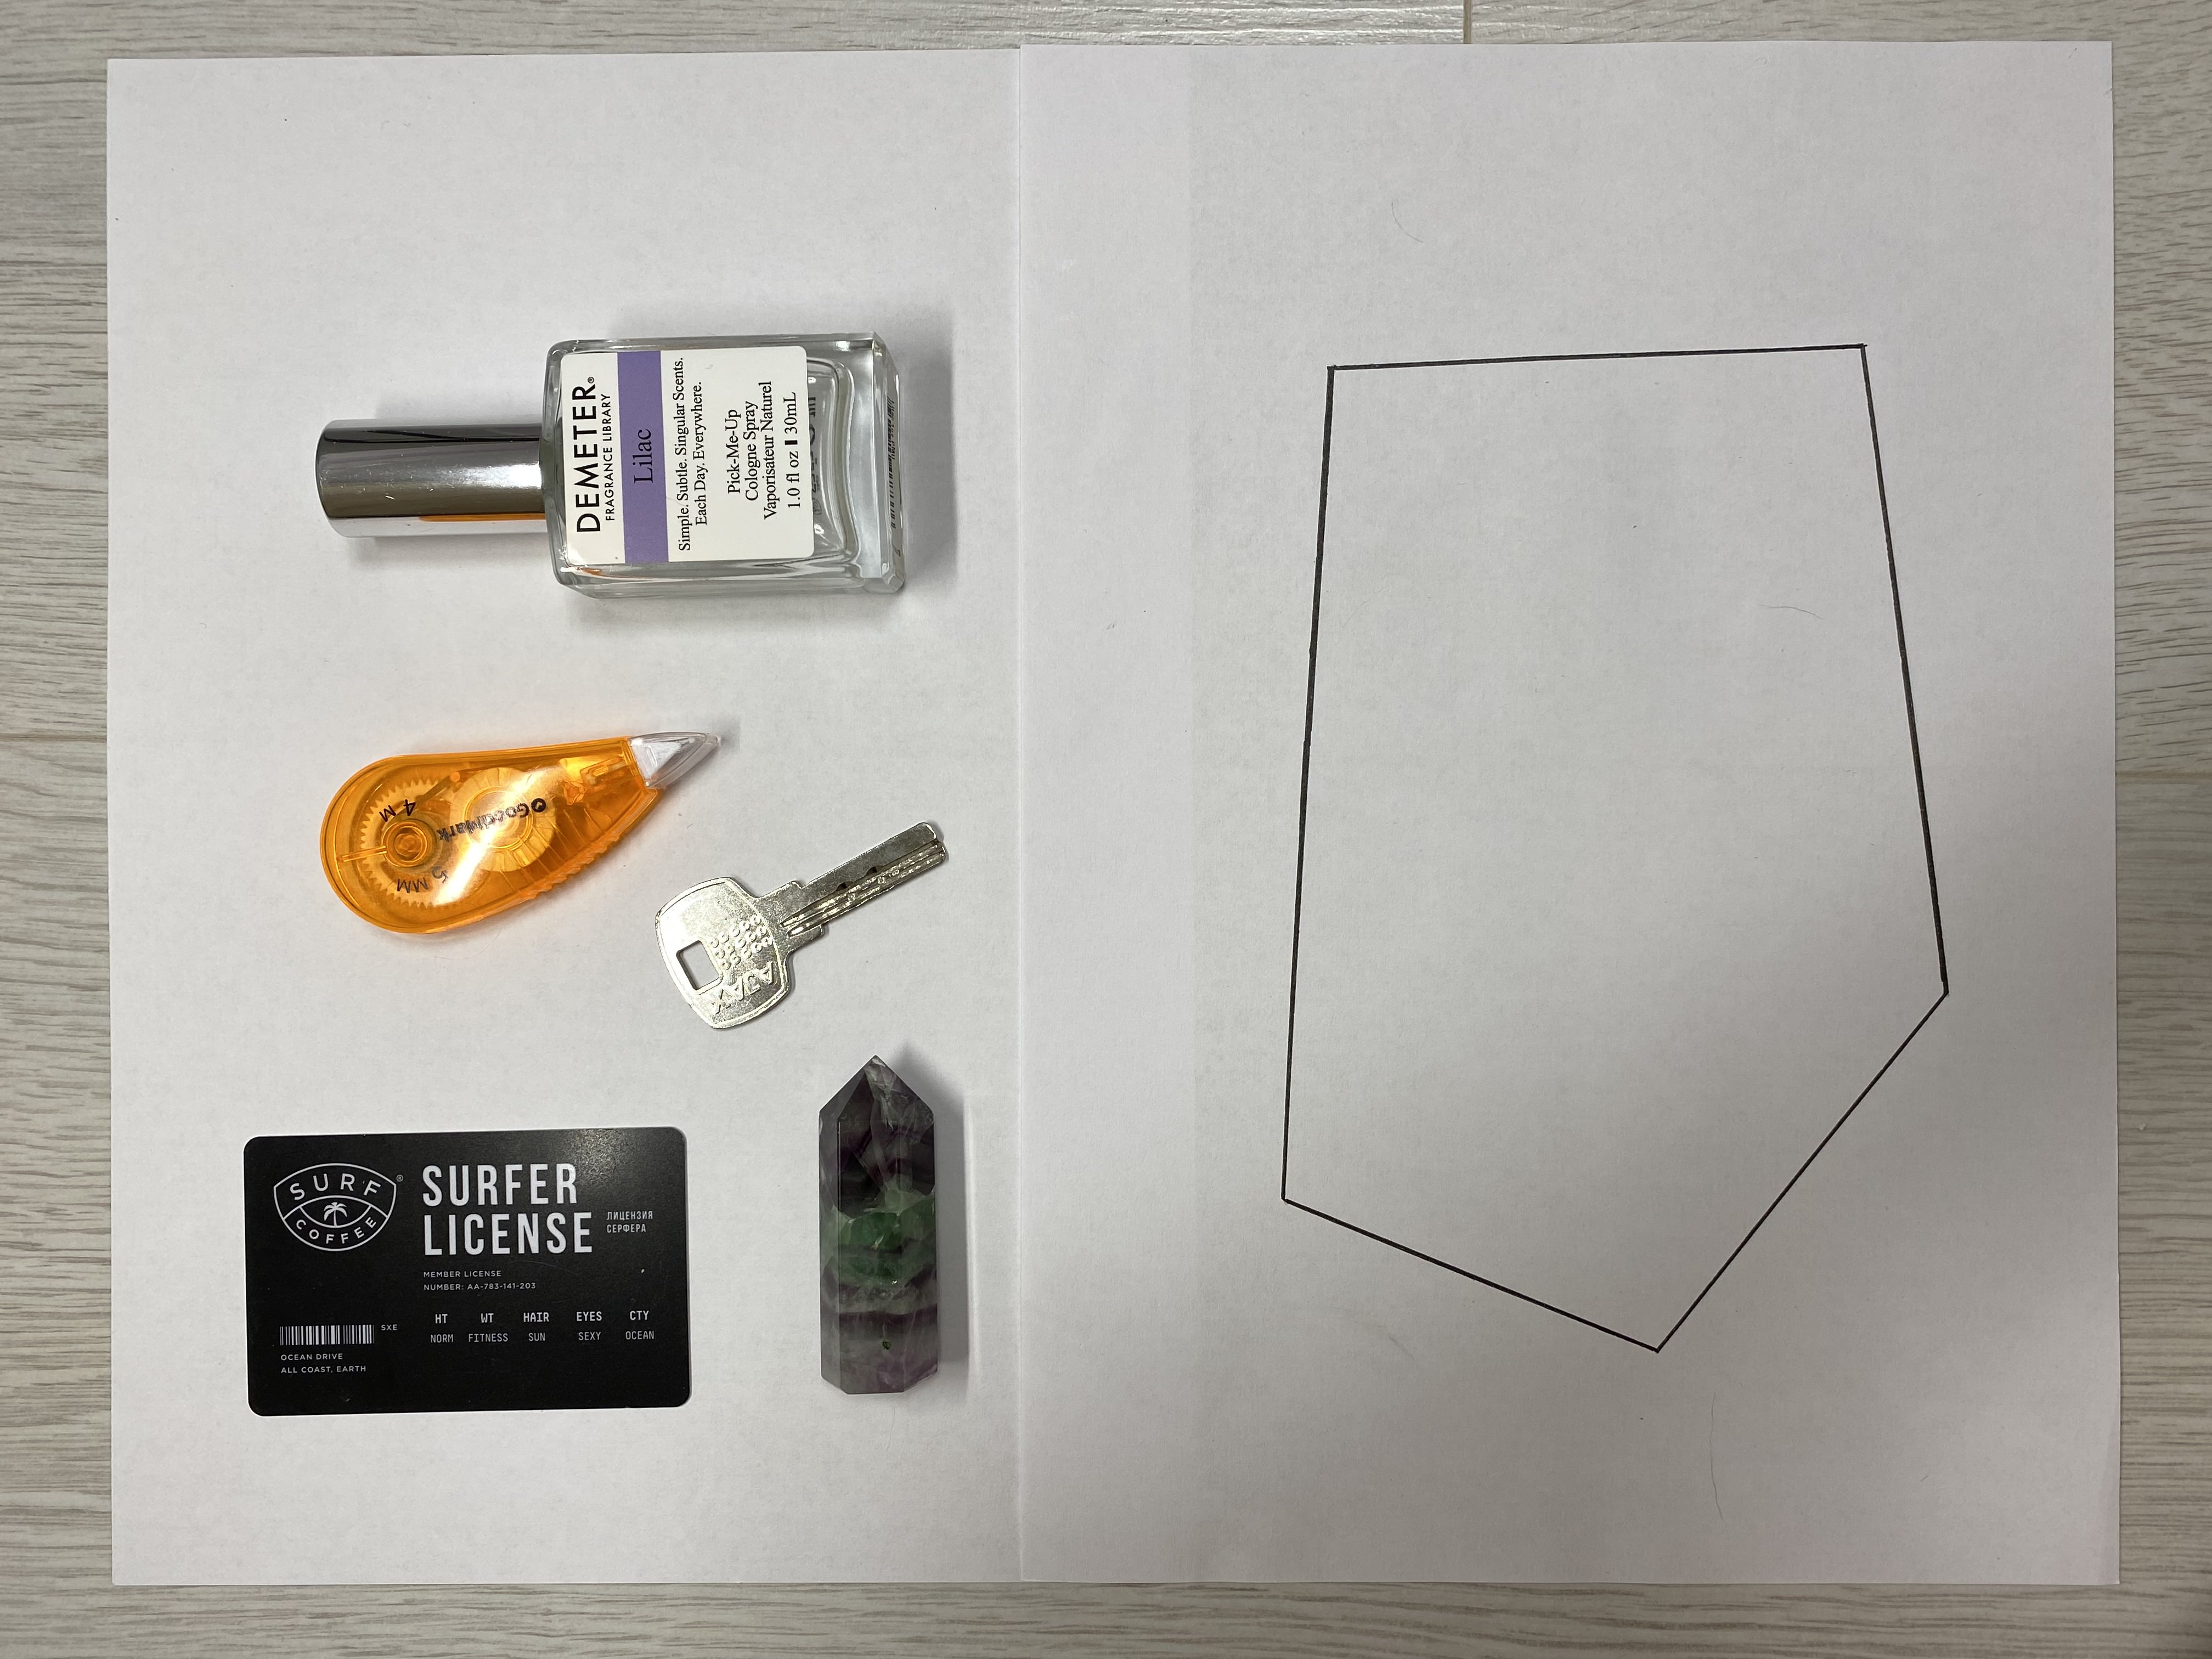 SURF
COFFEE
®
SURFER
LICENSE
ЛИЦЕНЗИЯ
СЕРФЕРА
MEMBER LICENSE
NUMBER: AA-783-141-203
HT WT HAIR EYES CTY
NORM FITNESS SUN SEXY OCEAN
SXE
OCEAN DRIVE
ALL COAST, EARTH
5 MM
4 M
GoodMark
AJAX
DEMETER®
FRAGRANCE LIBRARY
Lilac
Simple. Subtle. Singular Scents.
Each Day. Everywhere.
Pick-Me-Up
Cologne Spray
Vaporisateur Naturel
1.0 fl oz 30mL